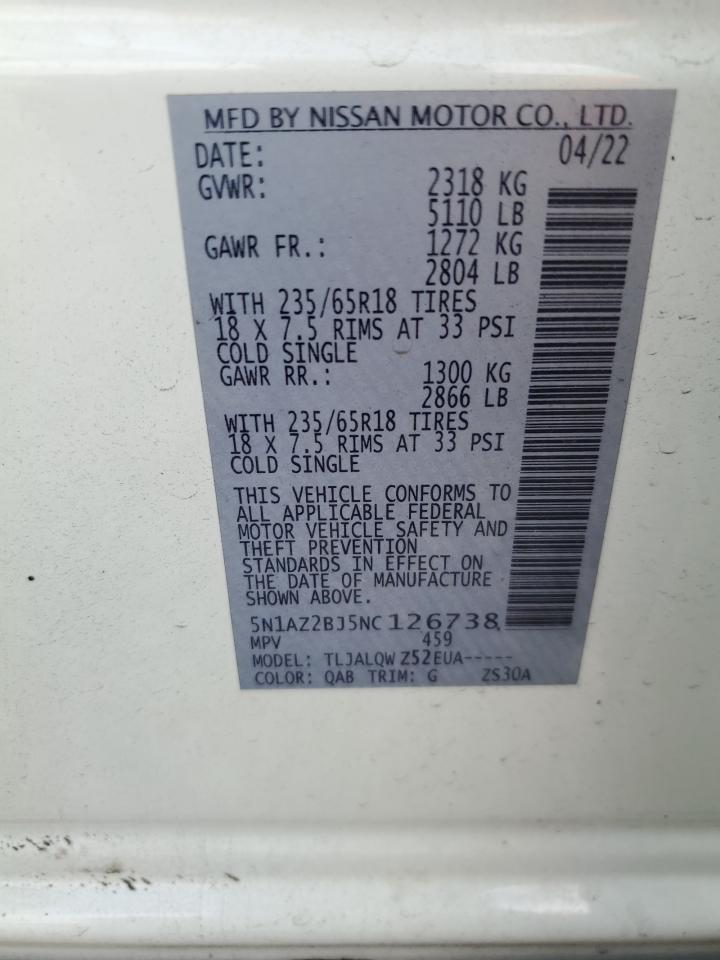 MFD BY NISSAN MOTOR CO., LTD.
DATE: 04/22
GVWR: 2318 KG
5110 LB
GAWR FR.: 1272 KG
2804 LB
WITH 235/65R18 TIRES
18 X 7.5 RIMS AT 33 PSI
COLD SINGLE
GAWR RR.: 1300 KG
2866 LB
WITH 235/65R18 TIRES
18 X 7.5 RIMS AT 33 PSI
COLD SINGLE
THIS VEHICLE CONFORMS TO
ALL APPLICABLE FEDERAL
MOTOR VEHICLE SAFETY AND
THEFT PREVENTION
STANDARDS IN EFFECT ON
THE DATE OF MANUFACTURE
SHOWN ABOVE.
5N1AZ2BJ5NC126738
MPV 459
MODEL: TLJALQW Z52EUA-----
COLOR: QAB TRIM: G ZS30A